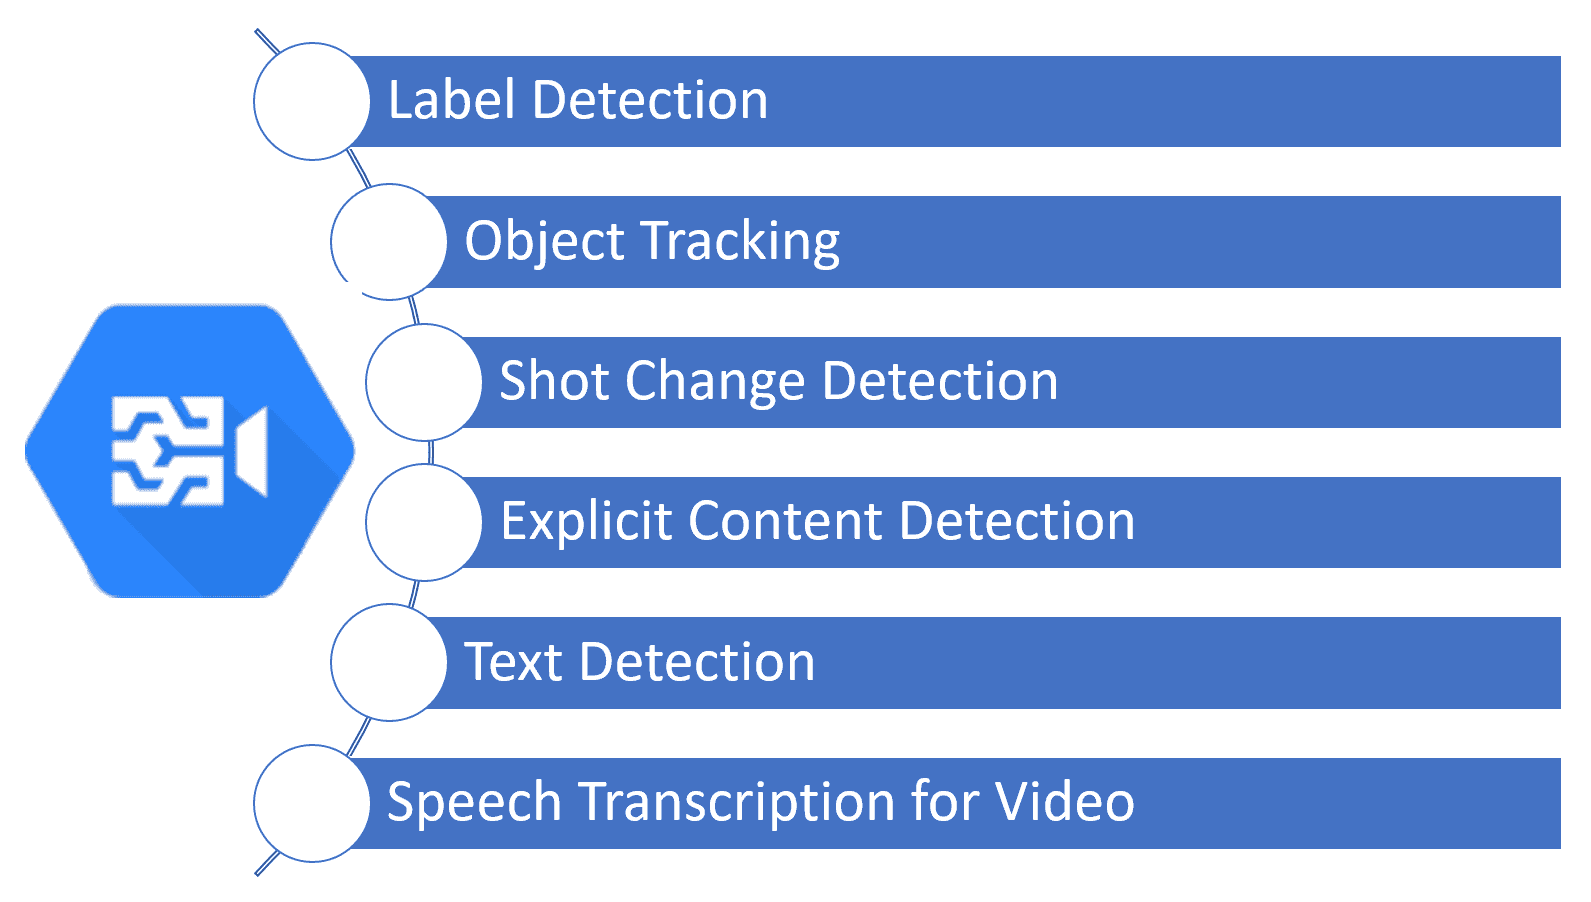 Label Detection
Object Tracking
Shot Change Detection
Explicit Content Detection
Text Detection
Speech Transcription for Video